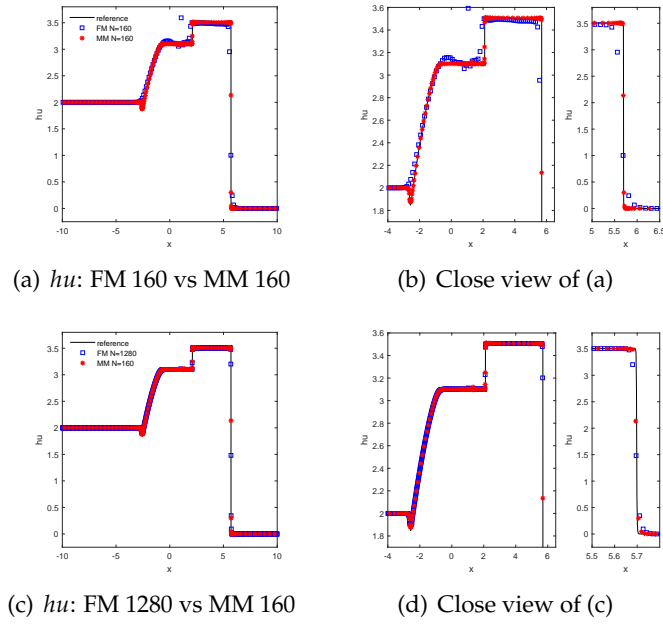 reference
FM N=160
MM N=160
3.5
3
2.5
2
1.5
1
0.5
0
hu
-10 -5 0 5 10
x
3.6
3.4
3.2
3
2.8
2.6
2.4
2.2
2
1.8
hu
-4 -2 0 2 4 6
x
3.5
3
2.5
2
1.5
1
0.5
0
hu
5 5.5 6 6.5
x
(a) hu: FM 160 vs MM 160
(b) Close view of (a)
reference
FM N=1280
MM N=160
3.5
3
2.5
2
1.5
1
0.5
0
hu
-10 -5 0 5 10
x
3.6
3.4
3.2
3
2.8
2.6
2.4
2.2
2
1.8
hu
-4 -2 0 2 4 6
x
3.5
3
2.5
2
1.5
1
0.5
0
hu
5.5 5.6 5.7
x
(c) hu: FM 1280 vs MM 160
(d) Close view of (c)